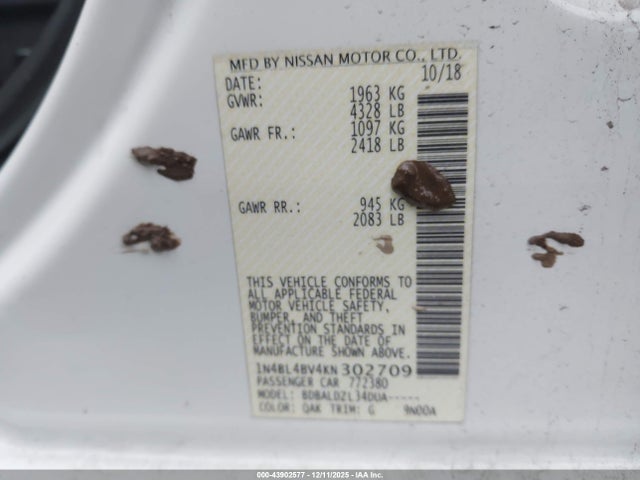 MFD BY NISSAN MOTOR CO., LTD.
DATE: 10/18
GVWR: 1963 KG
4328 LB
GAWR FR.: 1097 KG
2418 LB
GAWR RR.: 945 KG
2083 LB
THIS VEHICLE CONFORMS TO
ALL APPLICABLE FEDERAL
MOTOR VEHICLE SAFETY,
BUMPER, AND THEFT
PREVENTION STANDARDS IN
EFFECT ON THE DATE OF
MANUFACTURE SHOWN ABOVE.
1N4BL4BV4KN302709
PASSENGER CAR 772380
MODEL: BDBALDZL34DUA-----
COLOR: QAK TRIM: G 9N00A
000-43902577 - 12/11/2025 - IAAI.COM